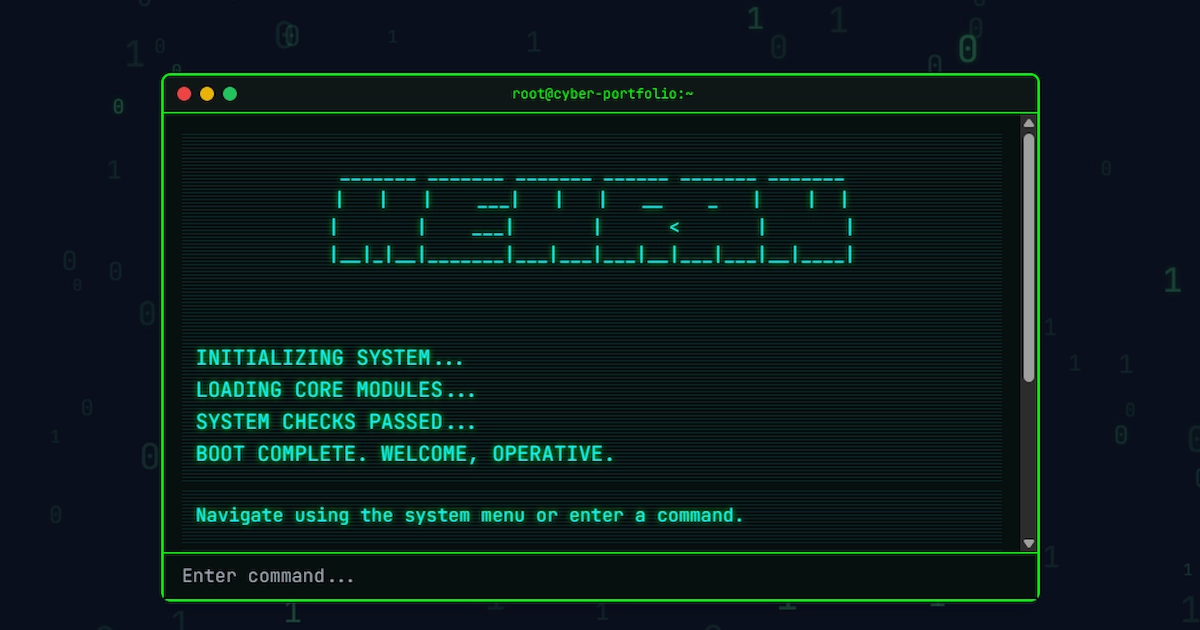 root@cyber-portfolio:~
MEHRAN
INITIALIZING SYSTEM...
LOADING CORE MODULES...
SYSTEM CHECKS PASSED...
BOOT COMPLETE. WELCOME, OPERATIVE.
Navigate using the system menu or enter a command.
Enter command...